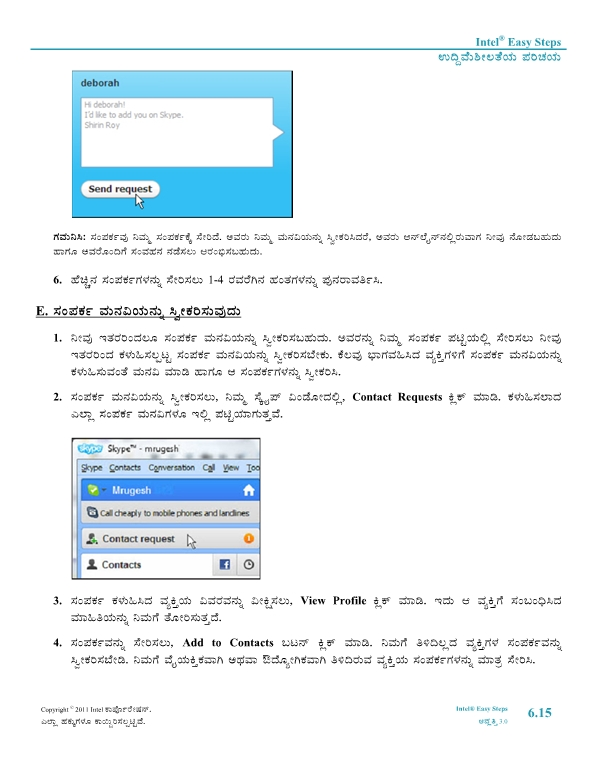 Intel® Easy Steps
ಉದ್ದಿಮೆಶೀಲತೆಯ ಪರಿಚಯ
deborah
Hi deborah!
I'd like to add you on Skype.
Shirin Roy
Send request
ಗಮನಿಸಿ: ಸಂಪರ್ಕವು ನಿಮ್ಮ ಸಂಪರ್ಕಕ್ಕೆ ಸೇರಿದೆ. ಅವರು ನಿಮ್ಮ ಮನವಿಯನ್ನು ಸ್ವೀಕರಿಸಿದರೆ, ಅವರು ಆನ್‌ಲೈನ್‌ನಲ್ಲಿರುವಾಗ ನೀವು ನೋಡಬಹುದು
ಹಾಗೂ ಅವರೊಂದಿಗೆ ಸಂವಹನ ನಡೆಸಲು ಆರಂಭಿಸಬಹುದು.
6. ಹೆಚ್ಚಿನ ಸಂಪರ್ಕಗಳನ್ನು ಸೇರಿಸಲು 1-4 ರವರೆಗಿನ ಹಂತಗಳನ್ನು ಪುನರಾವರ್ತಿಸಿ.
E. ಸಂಪರ್ಕ ಮನವಿಯನ್ನು ಸ್ವೀಕರಿಸುವುದು
1. ನೀವು ಇತರರಿಂದಲೂ ಸಂಪರ್ಕ ಮನವಿಯನ್ನು ಸ್ವೀಕರಿಸಬಹುದು. ಅವರನ್ನು ನಿಮ್ಮ ಸಂಪರ್ಕ ಪಟ್ಟಿಯಲ್ಲಿ ಸೇರಿಸಲು ನೀವು
ಇತರರಿಂದ ಕಳುಹಿಸಲ್ಪಟ್ಟ ಸಂಪರ್ಕ ಮನವಿಯನ್ನು ಸ್ವೀಕರಿಸಬೇಕು. ಕೆಲವು ಭಾಗವಹಿಸಿದ ವ್ಯಕ್ತಿಗಳಿಗೆ ಸಂಪರ್ಕ ಮನವಿಯನ್ನು
ಕಳುಹಿಸುವಂತೆ ಮನವಿ ಮಾಡಿ ಹಾಗೂ ಆ ಸಂಪರ್ಕಗಳನ್ನು ಸ್ವೀಕರಿಸಿ.
2. ಸಂಪರ್ಕ ಮನವಿಯನ್ನು ಸ್ವೀಕರಿಸಲು, ನಿಮ್ಮ ಸ್ಕೈಪ್ ವಿಂಡೋದಲ್ಲಿ, Contact Requests ಕ್ಲಿಕ್ ಮಾಡಿ. ಕಳುಹಿಸಲಾದ
ಎಲ್ಲಾ ಸಂಪರ್ಕ ಮನವಿಗಳೂ ಇಲ್ಲಿ ಪಟ್ಟಿಯಾಗುತ್ತವೆ.
skype Skype™ - mrugesh
Skype Contacts Conversation Call View Too
Mrugesh
Call cheaply to mobile phones and landlines
Contact request 1
Contacts
3. ಸಂಪರ್ಕ ಕಳುಹಿಸಿದ ವ್ಯಕ್ತಿಯ ವಿವರವನ್ನು ವೀಕ್ಷಿಸಲು, View Profile ಕ್ಲಿಕ್ ಮಾಡಿ. ಇದು ಆ ವ್ಯಕ್ತಿಗೆ ಸಂಬಂಧಿಸಿದ
ಮಾಹಿತಿಯನ್ನು ನಿಮಗೆ ತೋರಿಸುತ್ತದೆ.
4. ಸಂಪರ್ಕವನ್ನು ಸೇರಿಸಲು, Add to Contacts ಬಟನ್ ಕ್ಲಿಕ್ ಮಾಡಿ. ನಿಮಗೆ ತಿಳಿದಿಲ್ಲದ ವ್ಯಕ್ತಿಗಳ ಸಂಪರ್ಕವನ್ನು
ಸ್ವೀಕರಿಸಬೇಡಿ. ನಿಮಗೆ ವೈಯಕ್ತಿಕವಾಗಿ ಅಥವಾ ಔದ್ಯೋಗಿಕವಾಗಿ ತಿಳಿದಿರುವ ವ್ಯಕ್ತಿಯ ಸಂಪರ್ಕಗಳನ್ನು ಮಾತ್ರ ಸೇರಿಸಿ.
Copyright © 2011 Intel ಕಾರ್ಪೊರೇಷನ್.
ಎಲ್ಲಾ ಹಕ್ಕುಗಳೂ ಕಾಯ್ದಿರಿಸಲ್ಪಟ್ಟಿವೆ.
Intel® Easy Steps
ಆವೃತ್ತಿ 3.0
6.15